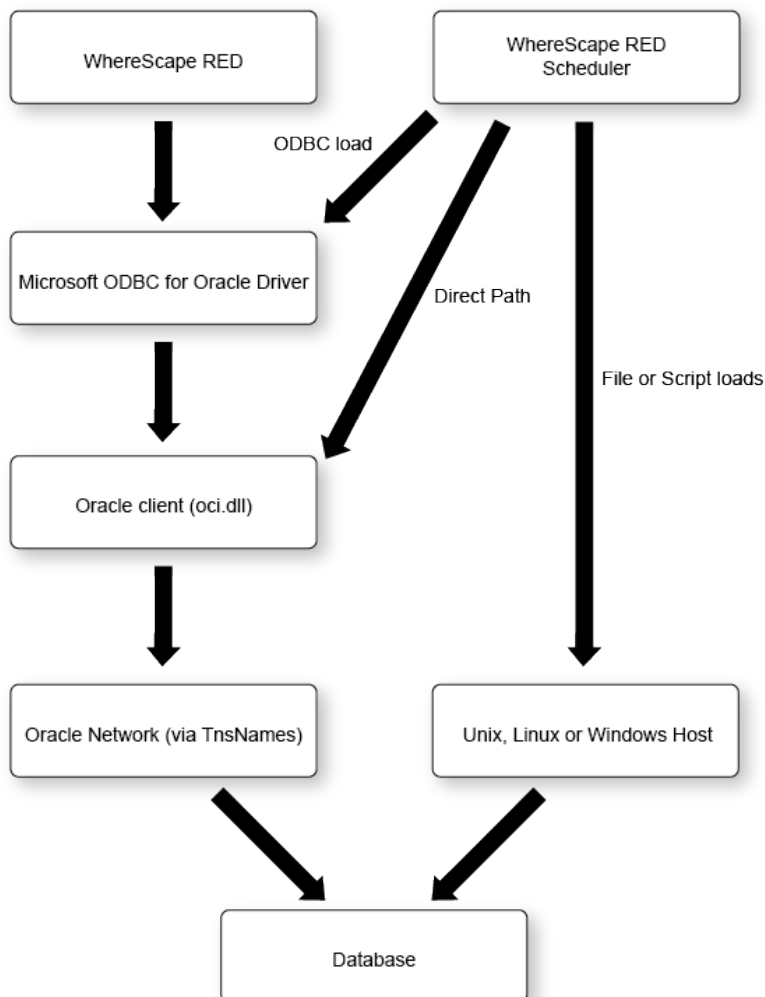 WhereScape RED
WhereScape RED
Scheduler
ODBC load
Microsoft ODBC for Oracle Driver
Direct Path
File or Script loads
Oracle client (oci.dll)
Oracle Network (via TnsNames)
Unix, Linux or Windows Host
Database